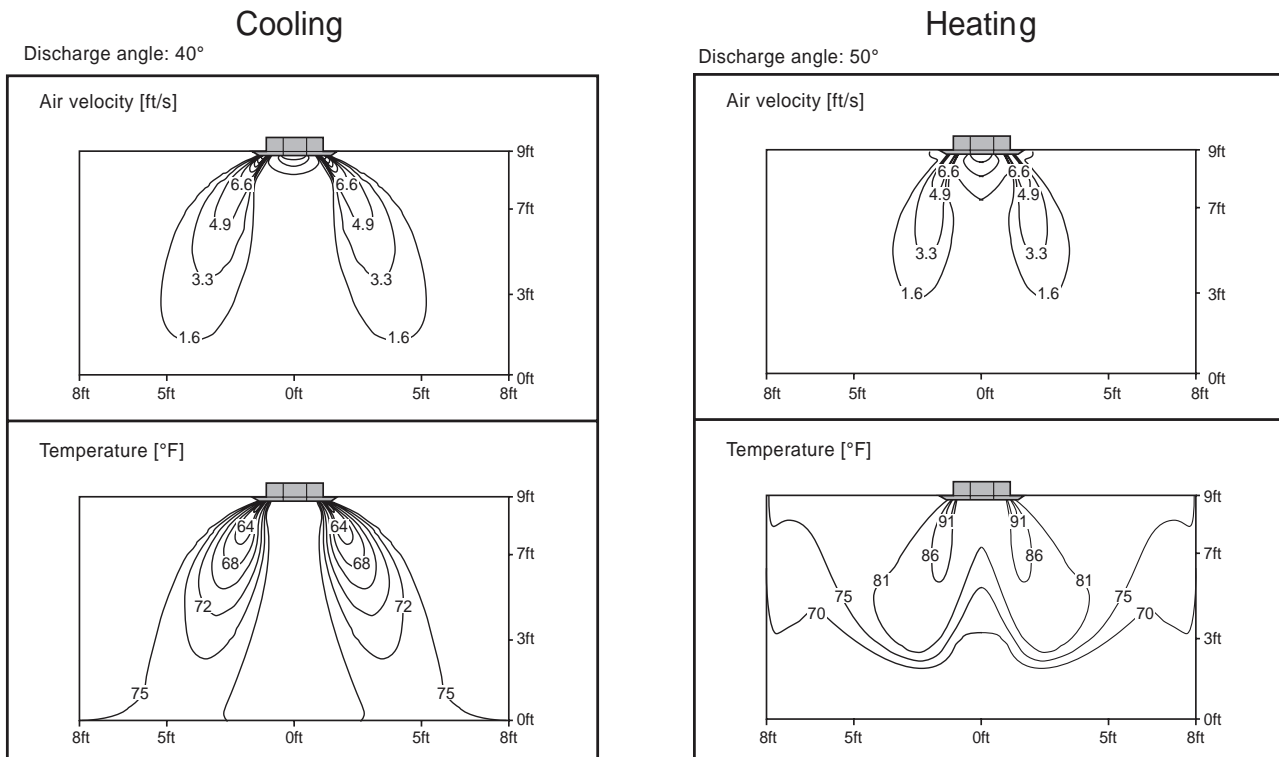 Cooling
Discharge angle: 40°
Air velocity [ft/s]
9ft
6.6 6.6
7ft
4.9 4.9
3.3 3.3
3ft
1.6 1.6
0ft
8ft 5ft 0ft 5ft 8ft
Temperature [°F]
9ft
64 64
7ft
68 68
72 72
3ft
75 75
0ft
8ft 5ft 0ft 5ft 8ft
Heating
Discharge angle: 50°
Air velocity [ft/s]
9ft
6.6 6.6
4.9 4.9
7ft
3.3 3.3
1.6 1.6
3ft
0ft
8ft 5ft 0ft 5ft 8ft
Temperature [°F]
9ft
91 91
86 86
7ft
81 81
75 75
70 70
3ft
0ft
8ft 5ft 0ft 5ft 8ft